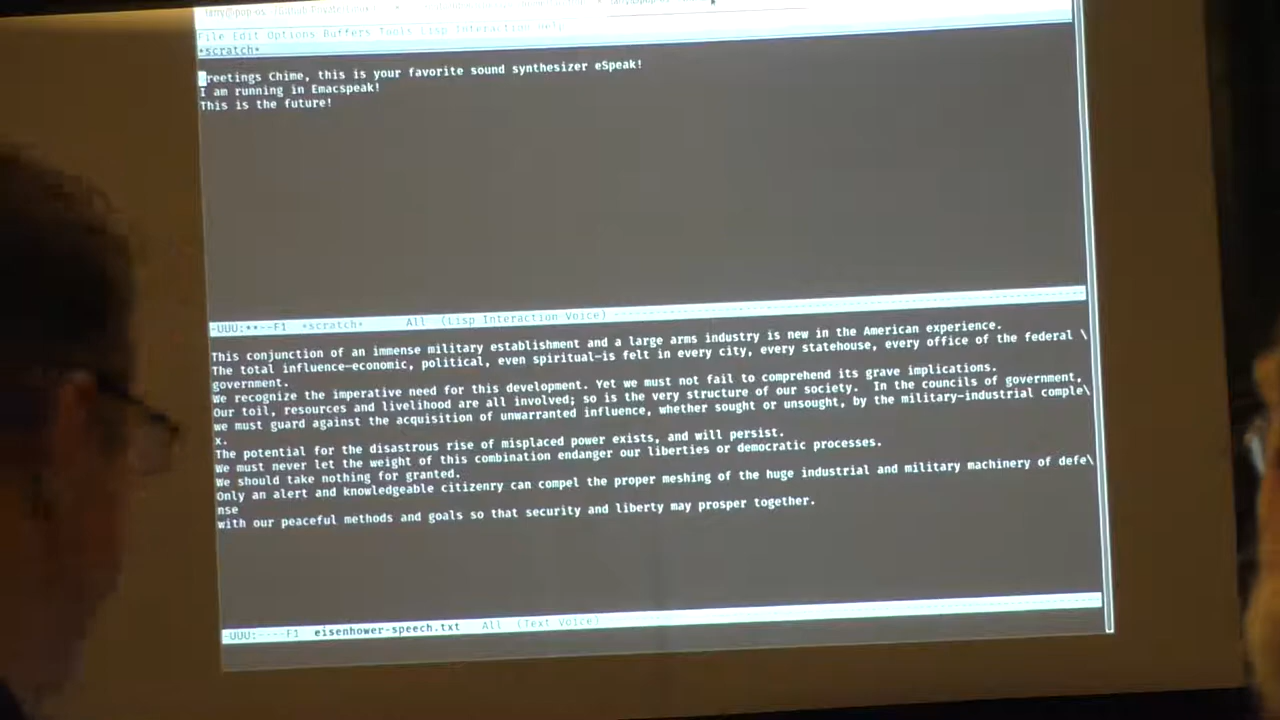 File Edit Options Buffers Tools Lisp Interaction Help
*scratch*
Greetings Chime, this is your favorite sound synthesizer eSpeak!
I am running in Emacspeak!
This is the future!
-UUU:**--F1 *scratch* All (Lisp Interaction Voice)
This conjunction of an immense military establishment and a large arms industry is new in the American experience.
The total influence-economic, political, even spiritual-is felt in every city, every statehouse, every office of the federal \
government.
We recognize the imperative need for this development. Yet we must not fail to comprehend its grave implications.
Our toil, resources and livelihood are all involved; so is the very structure of our society. In the councils of government,
we must guard against the acquisition of unwarranted influence, whether sought or unsought, by the military-industrial comple\
x.
The potential for the disastrous rise of misplaced power exists, and will persist.
We must never let the weight of this combination endanger our liberties or democratic processes.
We should take nothing for granted.
Only an alert and knowledgeable citizenry can compel the proper meshing of the huge industrial and military machinery of defe\
nse
with our peaceful methods and goals so that security and liberty may prosper together.
-UUU:----F1 eisenhower-speech.txt All (Text Voice)